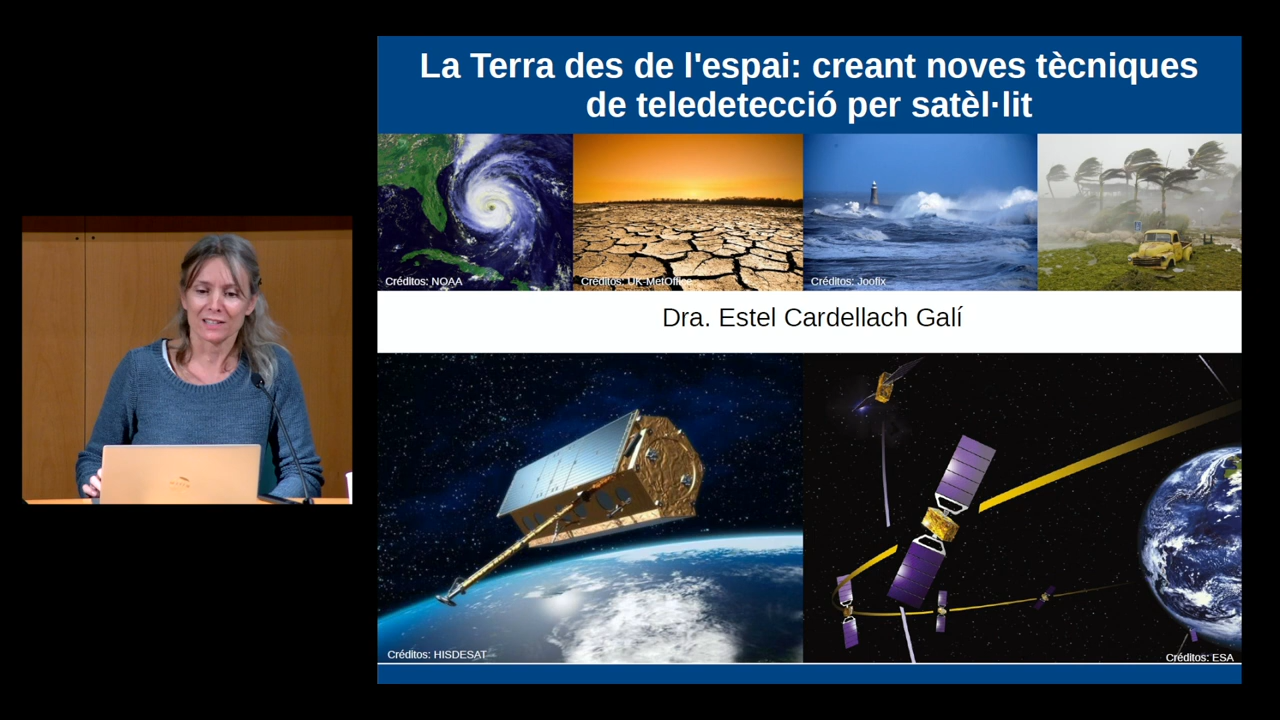 La Terra des de l'espai: creant noves tècniques
de teledetecció per satèl·lit
Créditos: NOAA
Créditos: UK-MetOffice
Créditos: Joofix
Dra. Estel Cardellach Galí
Créditos: HISDESAT
Créditos: ESA